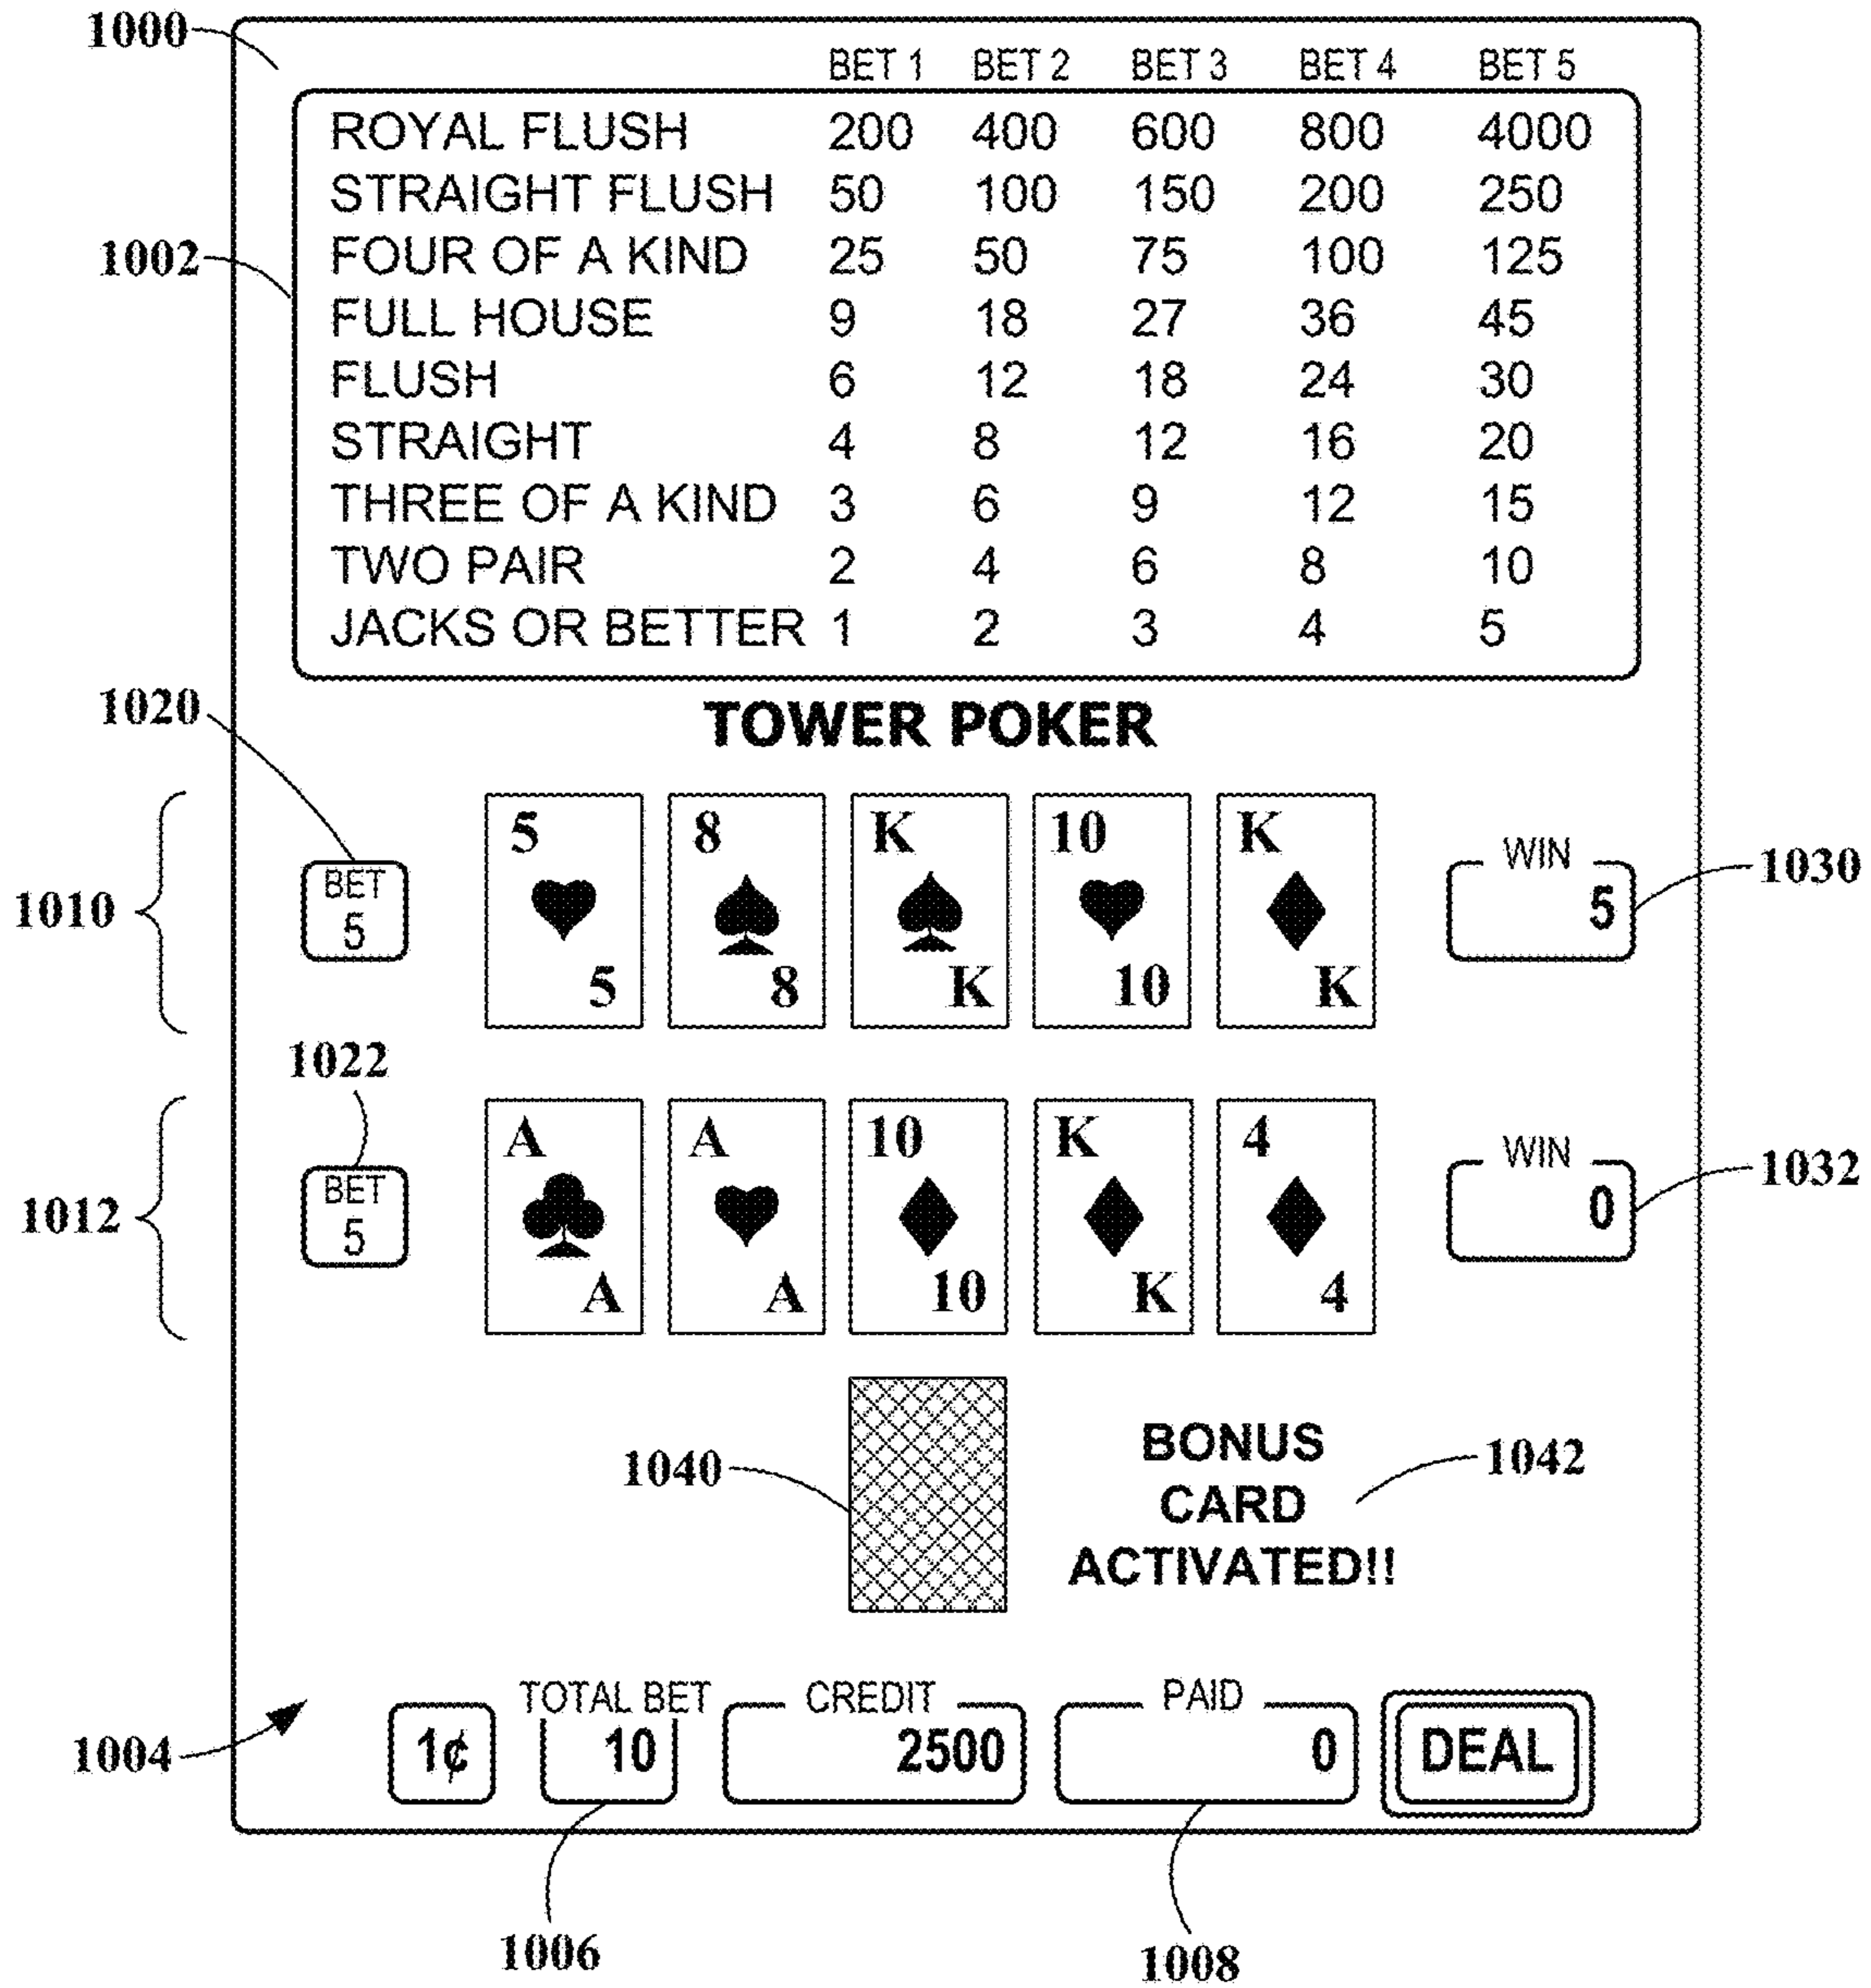 1000
BET 1 BET 2 BET 3 BET 4 BET 5
ROYAL FLUSH 200 400 600 800 4000
STRAIGHT FLUSH 50 100 150 200 250
1002
FOUR OF A KIND 25 50 75 100 125
FULL HOUSE 9 18 27 36 45
FLUSH 6 12 18 24 30
STRAIGHT 4 8 12 16 20
THREE OF A KIND 3 6 9 12 15
TWO PAIR 2 4 6 8 10
JACKS OR BETTER 1 2 3 4 5
1020
TOWER POKER
5 8 K 10 K
WIN
1010
BET
5
5
1030
5 8 K 10 K
1022
A A 10 K 4
WIN
1012
BET
5
0
1032
A A 10 K 4
1040
BONUS
CARD
ACTIVATED!!
1042
TOTAL BET CREDIT PAID
1004
1¢ 10 2500 0 DEAL
1006
1008